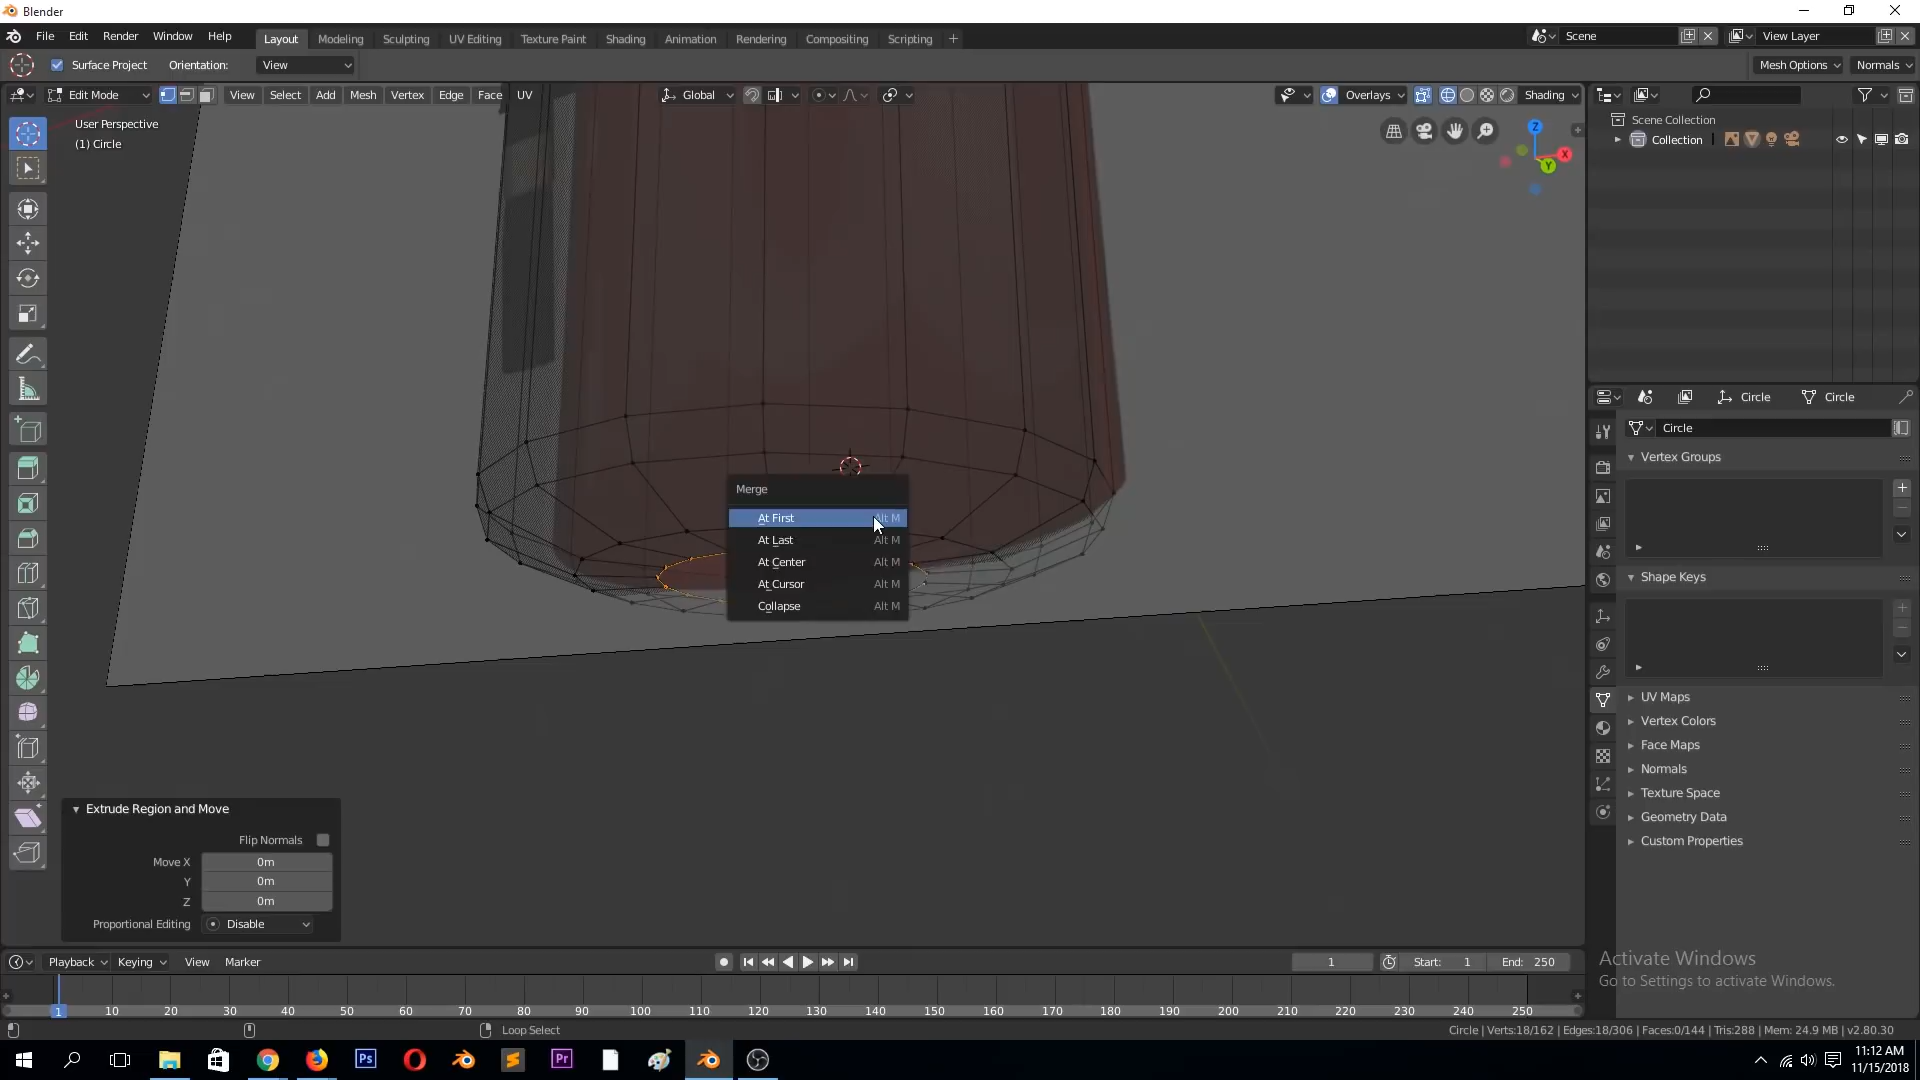 Blender
File Edit Render Window Help
Layout Modeling Sculpting UV Editing Texture Paint Shading Animation Rendering Compositing Scripting +
Scene View Layer
Surface Project Orientation: View
Mesh Options Normals
Edit Mode View Select Add Mesh Vertex Edge Face UV
Global Overlays Shading
User Perspective
(1) Circle
Z
X
Y
Scene Collection
Collection
Circle Circle
Circle
Vertex Groups
Shape Keys
UV Maps
Vertex Colors
Face Maps
Normals
Texture Space
Geometry Data
Custom Properties
Merge
At First Alt M
At Last Alt M
At Center Alt M
At Cursor Alt M
Collapse Alt M
Extrude Region and Move
Flip Normals
Move X 0m
Y 0m
Z 0m
Proportional Editing Disable
Activate Windows
Go to Settings to activate Windows.
Playback Keying View Marker
1 Start: 1 End: 250
1 10 20 30 40 50 60 70 80 90 100 110 120 130 140 150 160 170 180 190 200 210 220 230 240 250
Loop Select
Circle | Verts:18/162 | Edges:18/306 | Faces:0/144 | Tris:288 | Mem: 24.9 MB | v2.80.30
Ps
Pr
11:12 AM
11/15/2018